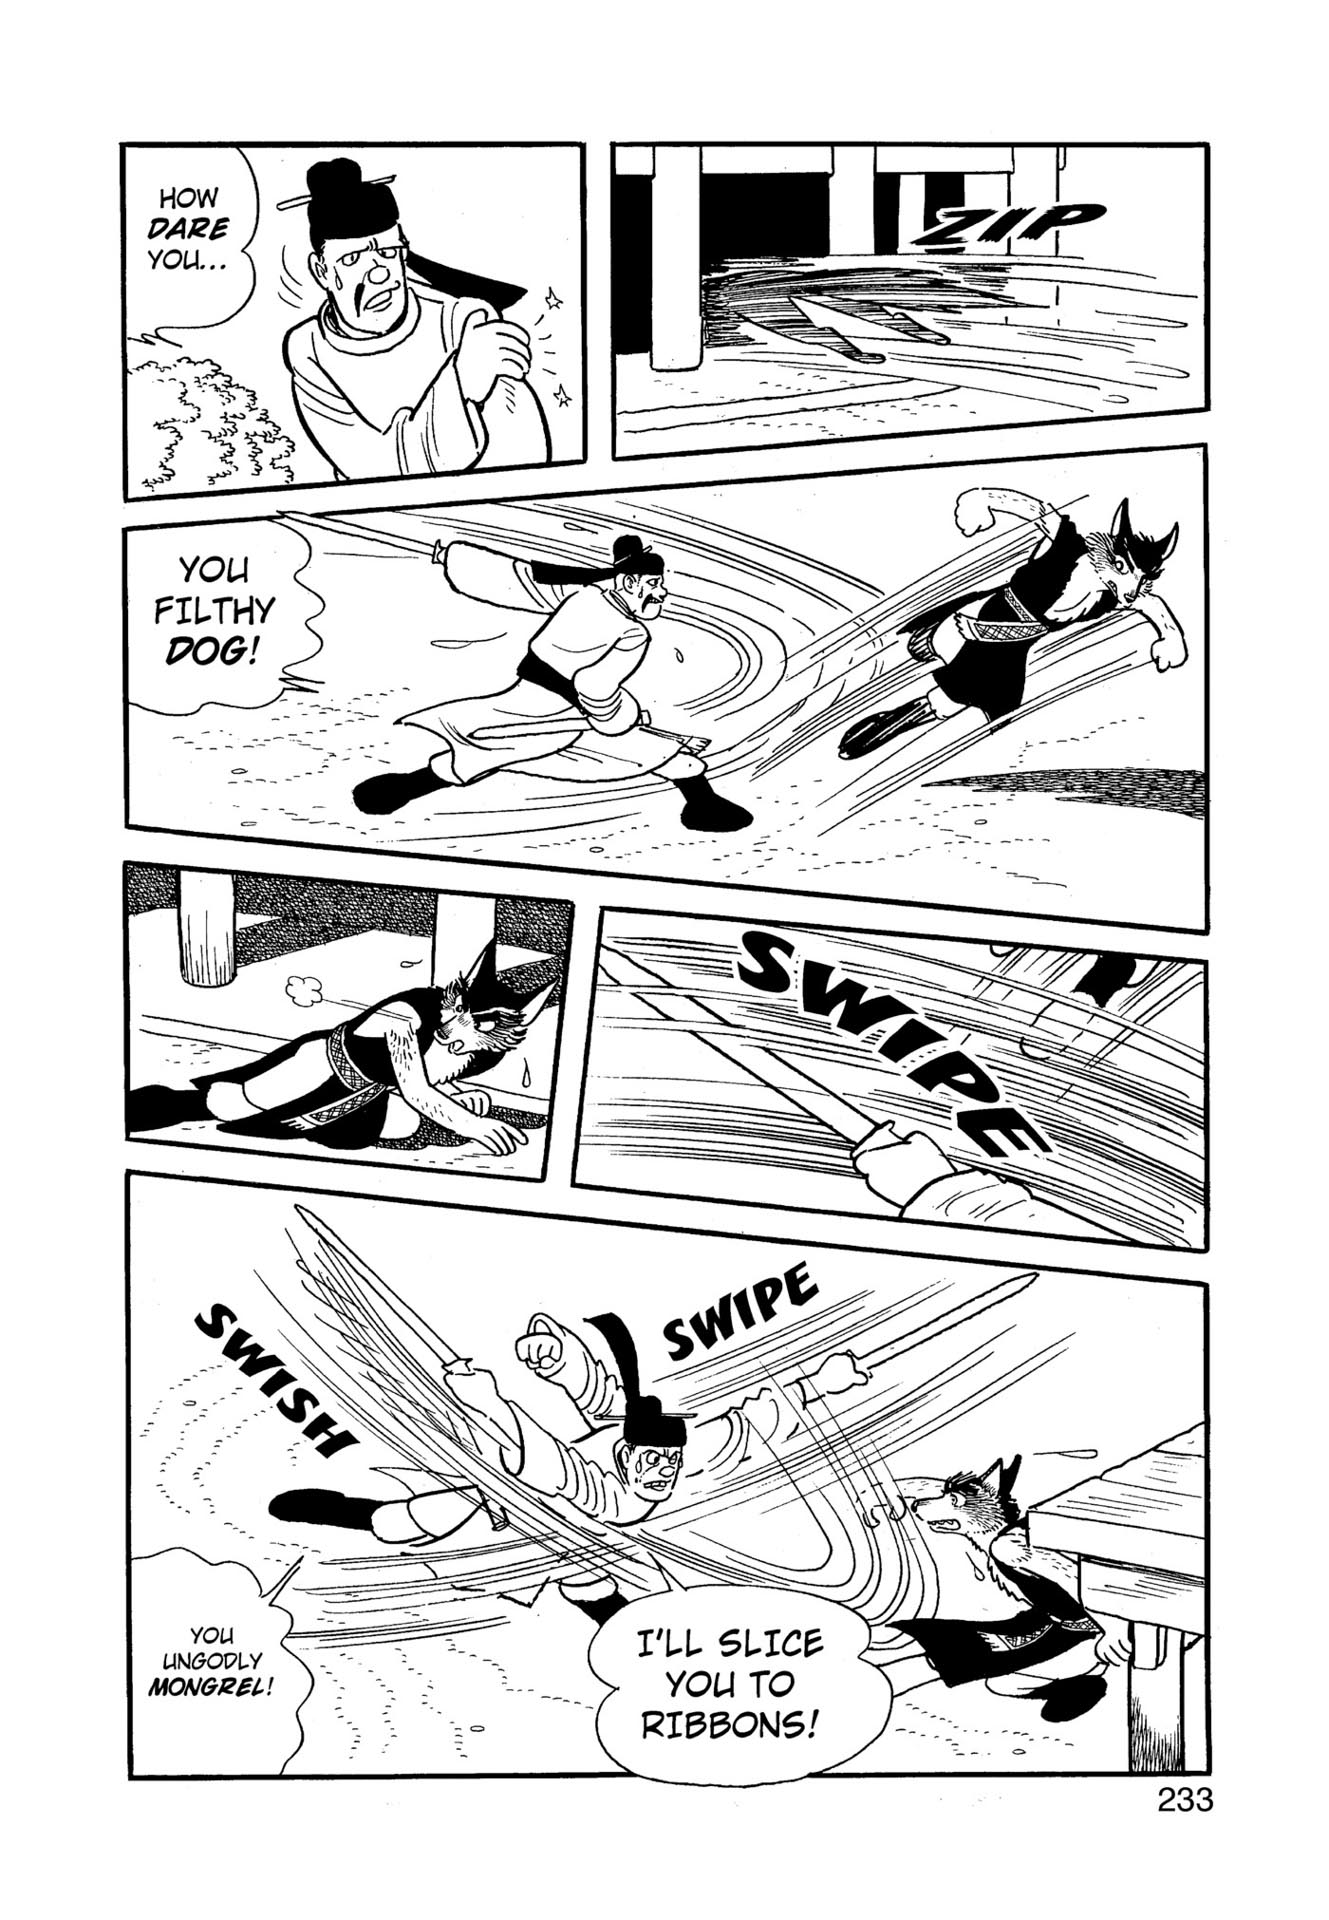 HOW
DARE
YOU...
ZIP
YOU
FILTHY
DOG!
SWIPE
SWISH
SWIPE
YOU
UNGODLY
MONGREL!
I'LL SLICE
YOU TO
RIBBONS!
233